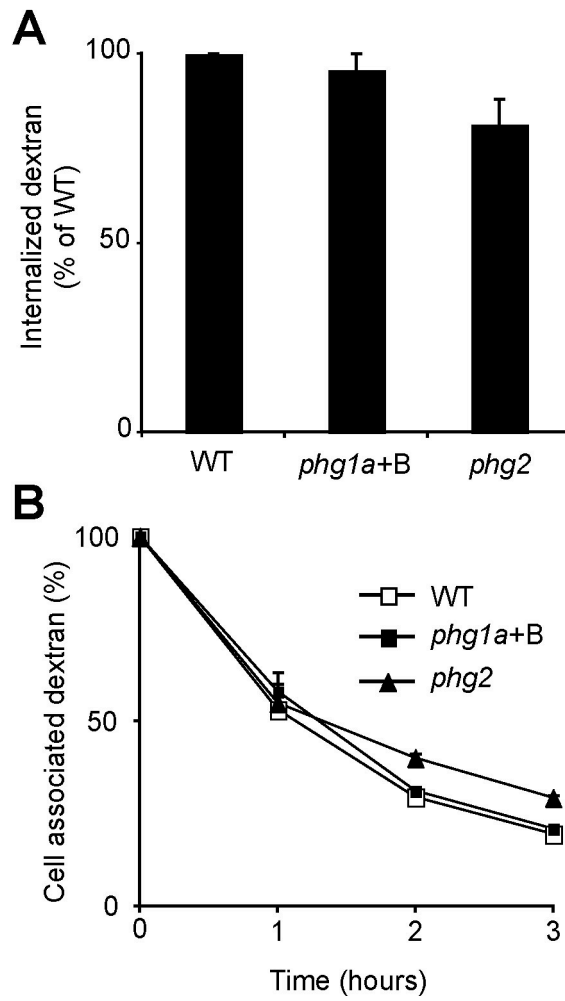 A
Internalized dextran
(% of WT)
100
50
0
WT phg1a+B phg2
B
Cell associated dextran (%)
100
50
0
WT
phg1a+B
phg2
0 1 2 3
Time (hours)